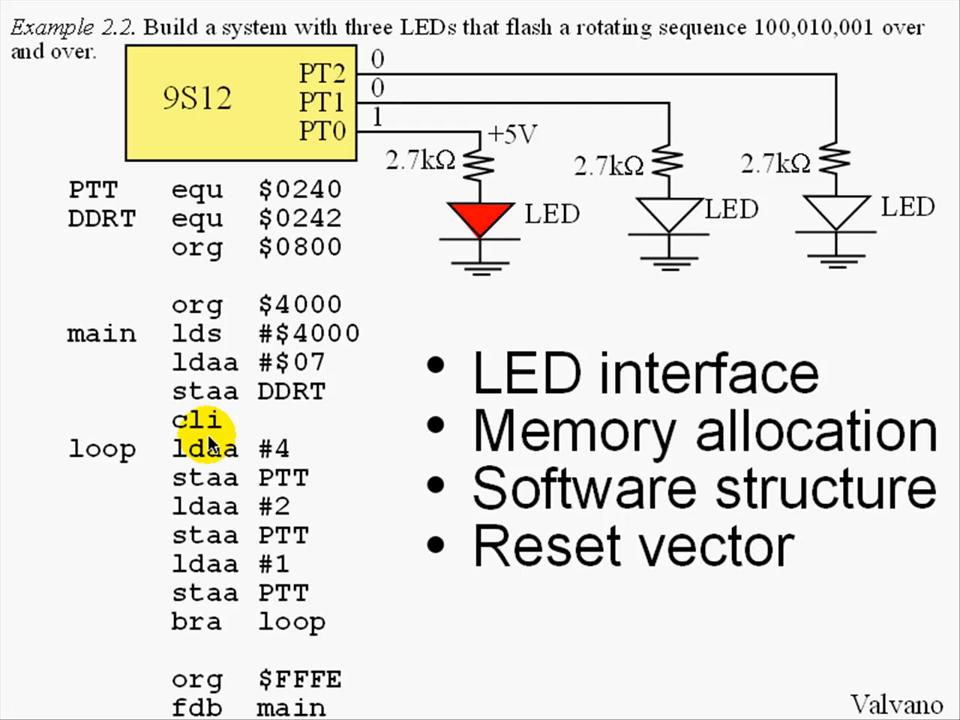 Example 2.2. Build a system with three LEDs that flash a rotating sequence 100,010,001 over
and over.
9S12
PT2 0
PT1 0
PT0 1
+5V
2.7kΩ 2.7kΩ 2.7kΩ
LED LED LED
PTT equ $0240
DDRT equ $0242
org $0800
org $4000
main lds #$4000
ldaa #$07
staa DDRT
cli
loop ldaa #4
staa PTT
ldaa #2
staa PTT
ldaa #1
staa PTT
bra loop
org $FFFE
fdb main
• LED interface
• Memory allocation
• Software structure
• Reset vector
Valvano